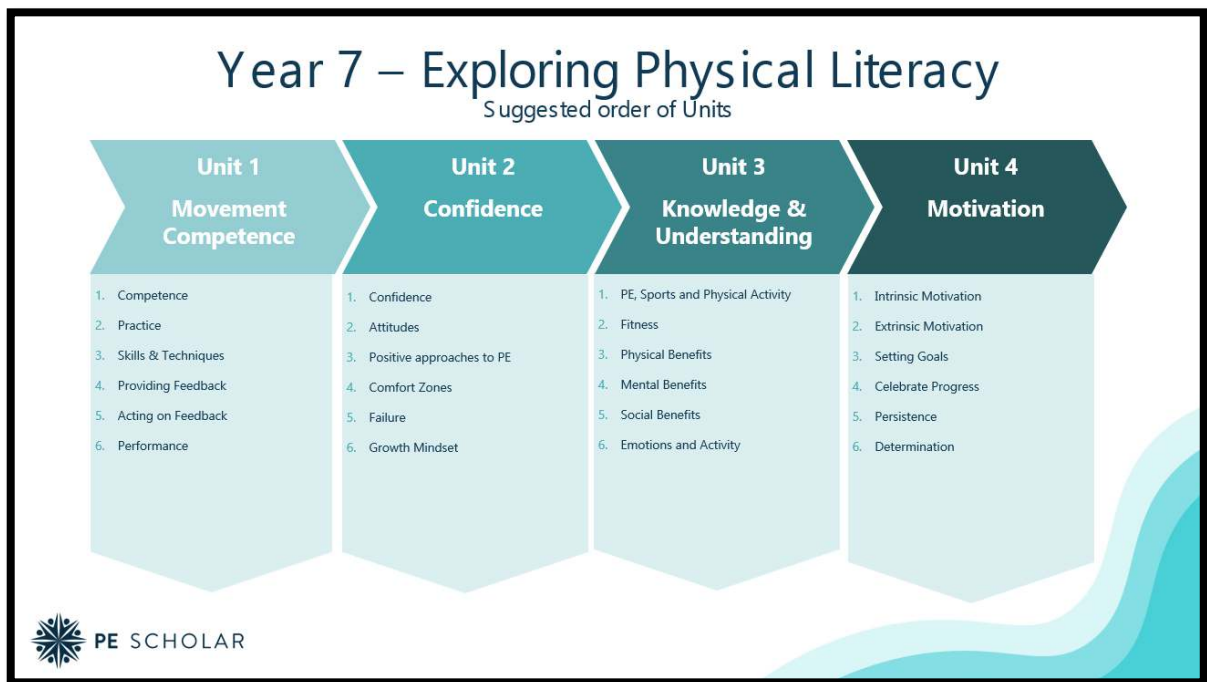 Year 7 – Exploring Physical Literacy
Suggested order of Units
Unit 1
Movement
Competence
1. Competence
2. Practice
3. Skills & Techniques
4. Providing Feedback
5. Acting on Feedback
6. Performance
Unit 2
Confidence
1. Confidence
2. Attitudes
3. Positive approaches to PE
4. Comfort Zones
5. Failure
6. Growth Mindset
Unit 3
Knowledge &
Understanding
1. PE, Sports and Physical Activity
2. Fitness
3. Physical Benefits
4. Mental Benefits
5. Social Benefits
6. Emotions and Activity
Unit 4
Motivation
1. Intrinsic Motivation
2. Extrinsic Motivation
3. Setting Goals
4. Celebrate Progress
5. Persistence
6. Determination
PE SCHOLAR